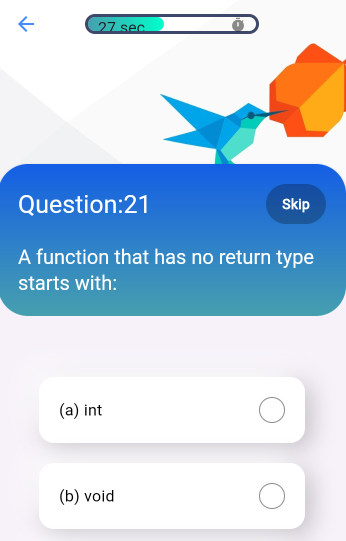 27 sec
Question:21
Skip
A function that has no return type
starts with:
(a) int
(b) void